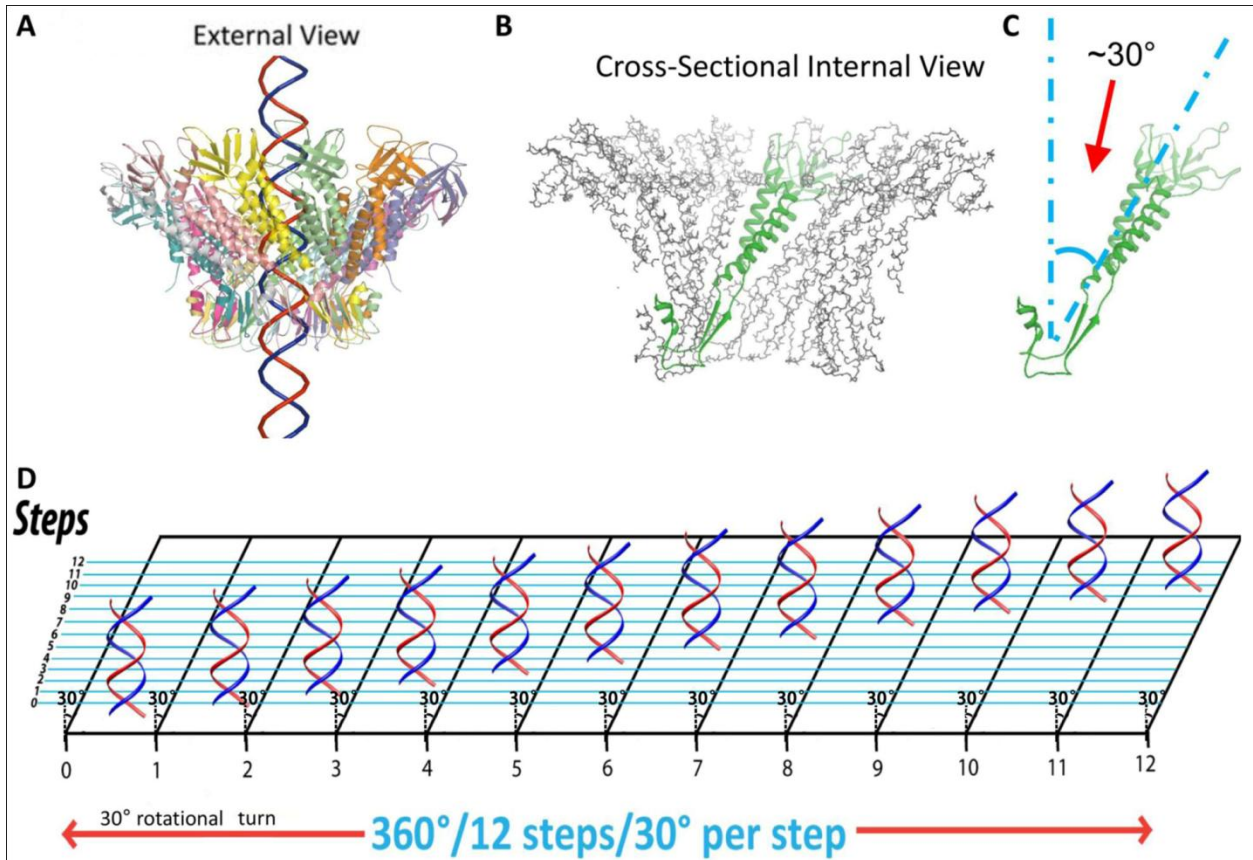 A
External View
B
Cross-Sectional Internal View
C
~30°
D
Steps
12
11
10
9
8
7
6
5
4
3
2
1
0
30° 30° 30° 30° 30° 30° 30° 30° 30° 30° 30° 30° 30°
0 1 2 3 4 5 6 7 8 9 10 11 12
30° rotational turn
360°/12 steps/30° per step